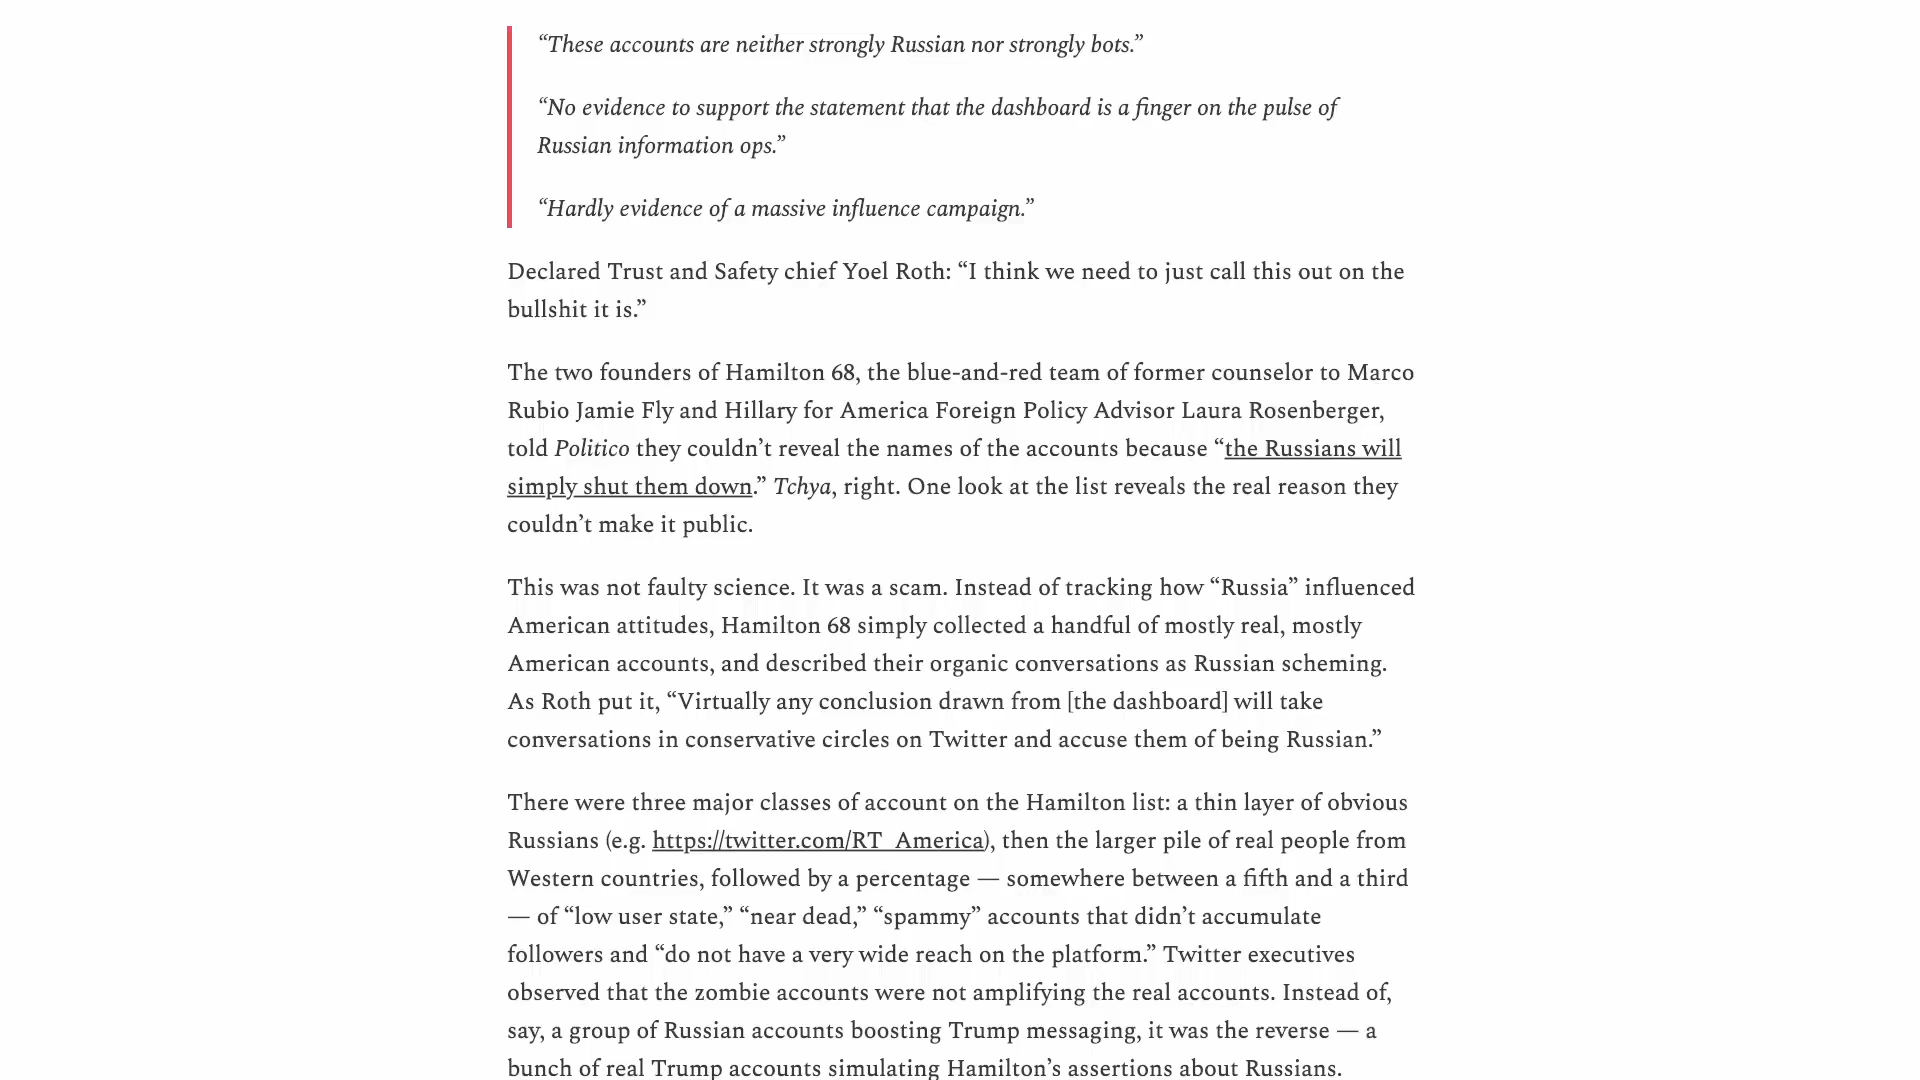 “These accounts are neither strongly Russian nor strongly bots.”
“No evidence to support the statement that the dashboard is a finger on the pulse of
Russian information ops.”
“Hardly evidence of a massive influence campaign.”
Declared Trust and Safety chief Yoel Roth: “I think we need to just call this out on the
bullshit it is.”
The two founders of Hamilton 68, the blue-and-red team of former counselor to Marco
Rubio Jamie Fly and Hillary for America Foreign Policy Advisor Laura Rosenberger,
told Politico they couldn’t reveal the names of the accounts because “the Russians will
simply shut them down.” Tchya, right. One look at the list reveals the real reason they
couldn’t make it public.
This was not faulty science. It was a scam. Instead of tracking how “Russia” influenced
American attitudes, Hamilton 68 simply collected a handful of mostly real, mostly
American accounts, and described their organic conversations as Russian scheming.
As Roth put it, “Virtually any conclusion drawn from [the dashboard] will take
conversations in conservative circles on Twitter and accuse them of being Russian.”
There were three major classes of account on the Hamilton list: a thin layer of obvious
Russians (e.g. https://twitter.com/RT_America), then the larger pile of real people from
Western countries, followed by a percentage — somewhere between a fifth and a third
— of “low user state,” “near dead,” “spammy” accounts that didn’t accumulate
followers and “do not have a very wide reach on the platform.” Twitter executives
observed that the zombie accounts were not amplifying the real accounts. Instead of,
say, a group of Russian accounts boosting Trump messaging, it was the reverse — a
bunch of real Trump accounts simulating Hamilton’s assertions about Russians.